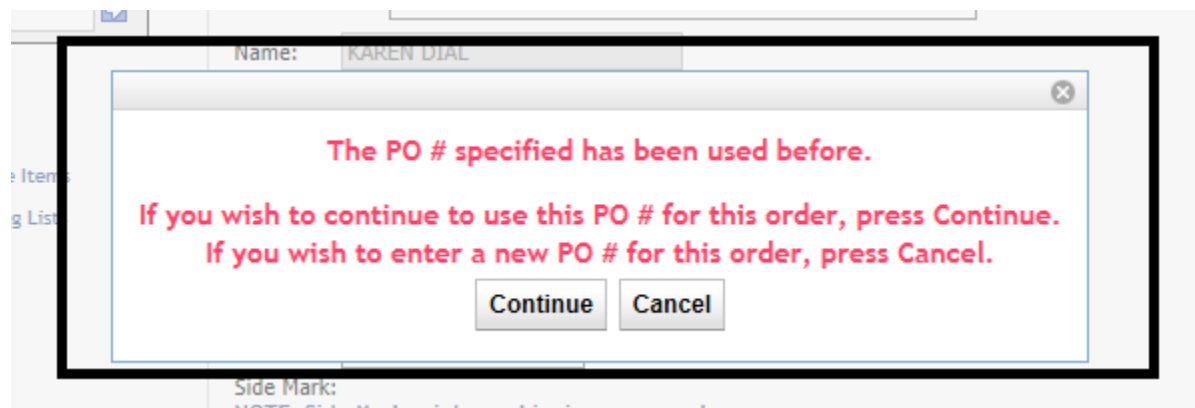 Name: KAREN DIAL
The PO # specified has been used before.
e Items
g List
If you wish to continue to use this PO # for this order, press Continue.
If you wish to enter a new PO # for this order, press Cancel.
Continue Cancel
Side Mark: